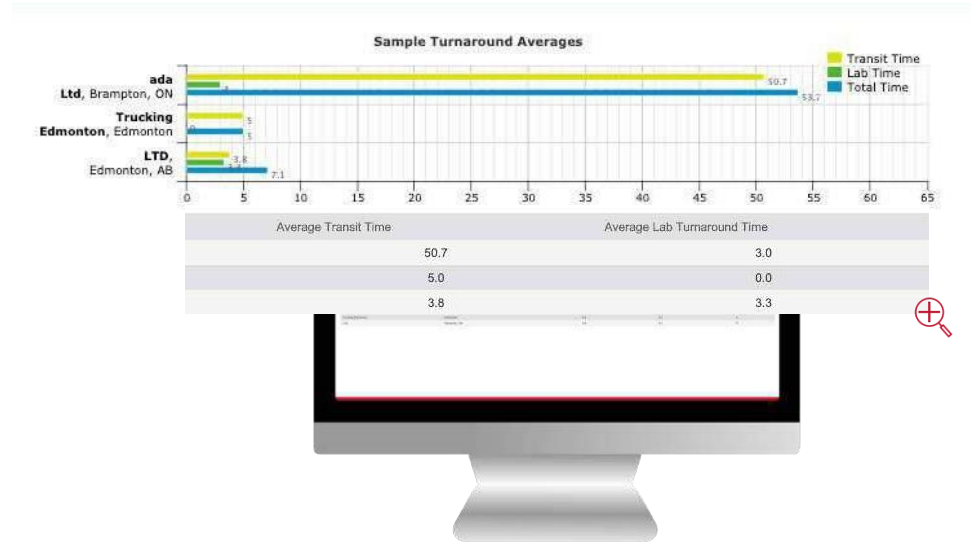 Sample Turnaround Averages
Transit Time
Lab Time
Total Time
ada
Ltd, Brampton, ON
50.7
53.7
Trucking
Edmonton, Edmonton
5
0
5
LTD,
Edmonton, AB
3.8
7.1
0 5 10 15 20 25 30 35 40 45 50 55 60 65
Average Transit Time Average Lab Turnaround Time
50.7 3.0
5.0 0.0
3.8 3.3